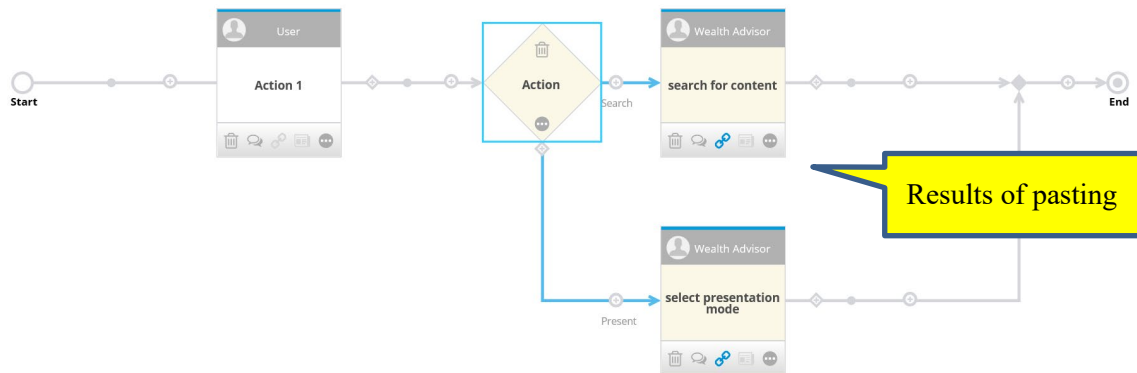 User
Wealth Advisor
Action 1
Action
search for content
Start
Search
End
Results of pasting
Wealth Advisor
select presentation
mode
Present